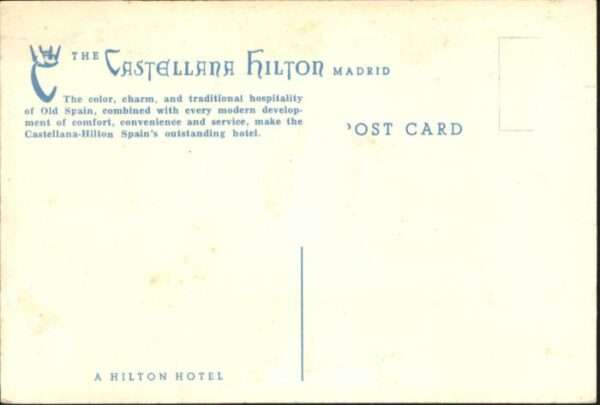 THE CASTELLANA HILTON MADRID
The color, charm, and traditional hospitality
of Old Spain, combined with every modern develop-
ment of comfort, convenience and service, make the
Castellana-Hilton Spain's outstanding hotel.
'OST CARD
A HILTON HOTEL